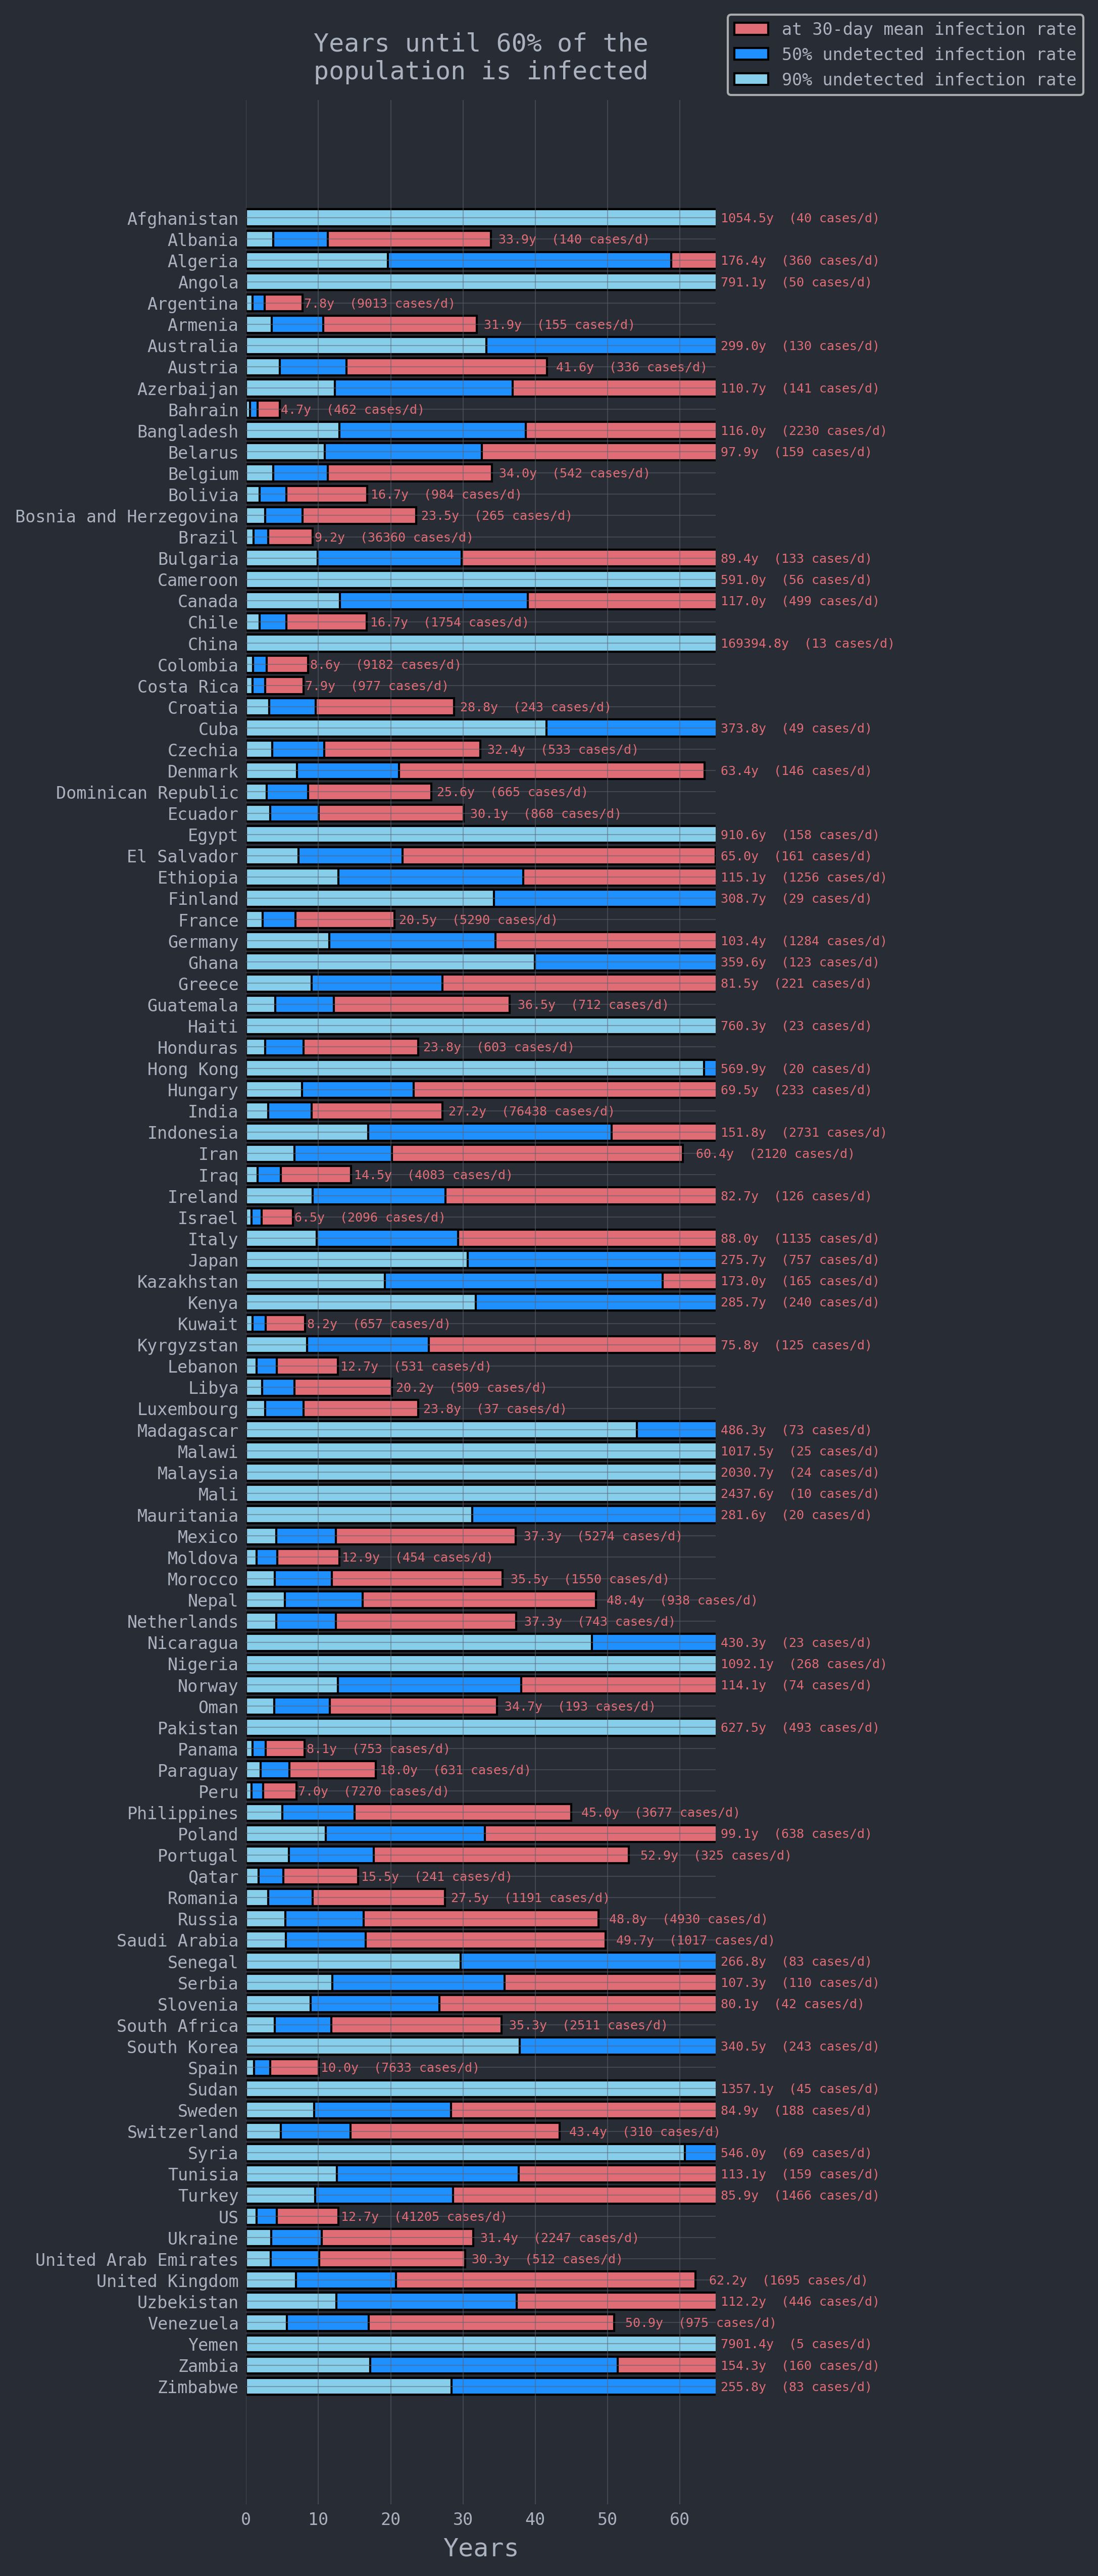 Years until 60% of the
population is infected
at 30-day mean infection rate
50% undetected infection rate
90% undetected infection rate
Afghanistan 1054.5y (40 cases/d)
Albania 33.9y (140 cases/d)
Algeria 176.4y (360 cases/d)
Angola 791.1y (50 cases/d)
Argentina 7.8y (9013 cases/d)
Armenia 31.9y (155 cases/d)
Australia 299.0y (130 cases/d)
Austria 41.6y (336 cases/d)
Azerbaijan 110.7y (141 cases/d)
Bahrain 4.7y (462 cases/d)
Bangladesh 116.0y (2230 cases/d)
Belarus 97.9y (159 cases/d)
Belgium 34.0y (542 cases/d)
Bolivia 16.7y (984 cases/d)
Bosnia and Herzegovina 23.5y (265 cases/d)
Brazil 9.2y (36360 cases/d)
Bulgaria 89.4y (133 cases/d)
Cameroon 591.0y (56 cases/d)
Canada 117.0y (499 cases/d)
Chile 16.7y (1754 cases/d)
China 169394.8y (13 cases/d)
Colombia 8.6y (9182 cases/d)
Costa Rica 7.9y (977 cases/d)
Croatia 28.8y (243 cases/d)
Cuba 373.8y (49 cases/d)
Czechia 32.4y (533 cases/d)
Denmark 63.4y (146 cases/d)
Dominican Republic 25.6y (665 cases/d)
Ecuador 30.1y (868 cases/d)
Egypt 910.6y (158 cases/d)
El Salvador 65.0y (161 cases/d)
Ethiopia 115.1y (1256 cases/d)
Finland 308.7y (29 cases/d)
France 20.5y (5290 cases/d)
Germany 103.4y (1284 cases/d)
Ghana 359.6y (123 cases/d)
Greece 81.5y (221 cases/d)
Guatemala 36.5y (712 cases/d)
Haiti 760.3y (23 cases/d)
Honduras 23.8y (603 cases/d)
Hong Kong 569.9y (20 cases/d)
Hungary 69.5y (233 cases/d)
India 27.2y (76438 cases/d)
Indonesia 151.8y (2731 cases/d)
Iran 60.4y (2120 cases/d)
Iraq 14.5y (4083 cases/d)
Ireland 82.7y (126 cases/d)
Israel 6.5y (2096 cases/d)
Italy 88.0y (1135 cases/d)
Japan 275.7y (757 cases/d)
Kazakhstan 173.0y (165 cases/d)
Kenya 285.7y (240 cases/d)
Kuwait 8.2y (657 cases/d)
Kyrgyzstan 75.8y (125 cases/d)
Lebanon 12.7y (531 cases/d)
Libya 20.2y (509 cases/d)
Luxembourg 23.8y (37 cases/d)
Madagascar 486.3y (73 cases/d)
Malawi 1017.5y (25 cases/d)
Malaysia 2030.7y (24 cases/d)
Mali 2437.6y (10 cases/d)
Mauritania 281.6y (20 cases/d)
Mexico 37.3y (5274 cases/d)
Moldova 12.9y (454 cases/d)
Morocco 35.5y (1550 cases/d)
Nepal 48.4y (938 cases/d)
Netherlands 37.3y (743 cases/d)
Nicaragua 430.3y (23 cases/d)
Nigeria 1092.1y (268 cases/d)
Norway 114.1y (74 cases/d)
Oman 34.7y (193 cases/d)
Pakistan 627.5y (493 cases/d)
Panama 8.1y (753 cases/d)
Paraguay 18.0y (631 cases/d)
Peru 7.0y (7270 cases/d)
Philippines 45.0y (3677 cases/d)
Poland 99.1y (638 cases/d)
Portugal 52.9y (325 cases/d)
Qatar 15.5y (241 cases/d)
Romania 27.5y (1191 cases/d)
Russia 48.8y (4930 cases/d)
Saudi Arabia 49.7y (1017 cases/d)
Senegal 266.8y (83 cases/d)
Serbia 107.3y (110 cases/d)
Slovenia 80.1y (42 cases/d)
South Africa 35.3y (2511 cases/d)
South Korea 340.5y (243 cases/d)
Spain 10.0y (7633 cases/d)
Sudan 1357.1y (45 cases/d)
Sweden 84.9y (188 cases/d)
Switzerland 43.4y (310 cases/d)
Syria 546.0y (69 cases/d)
Tunisia 113.1y (159 cases/d)
Turkey 85.9y (1466 cases/d)
US 12.7y (41205 cases/d)
Ukraine 31.4y (2247 cases/d)
United Arab Emirates 30.3y (512 cases/d)
United Kingdom 62.2y (1695 cases/d)
Uzbekistan 112.2y (446 cases/d)
Venezuela 50.9y (975 cases/d)
Yemen 7901.4y (5 cases/d)
Zambia 154.3y (160 cases/d)
Zimbabwe 255.8y (83 cases/d)
0 10 20 30 40 50 60
Years